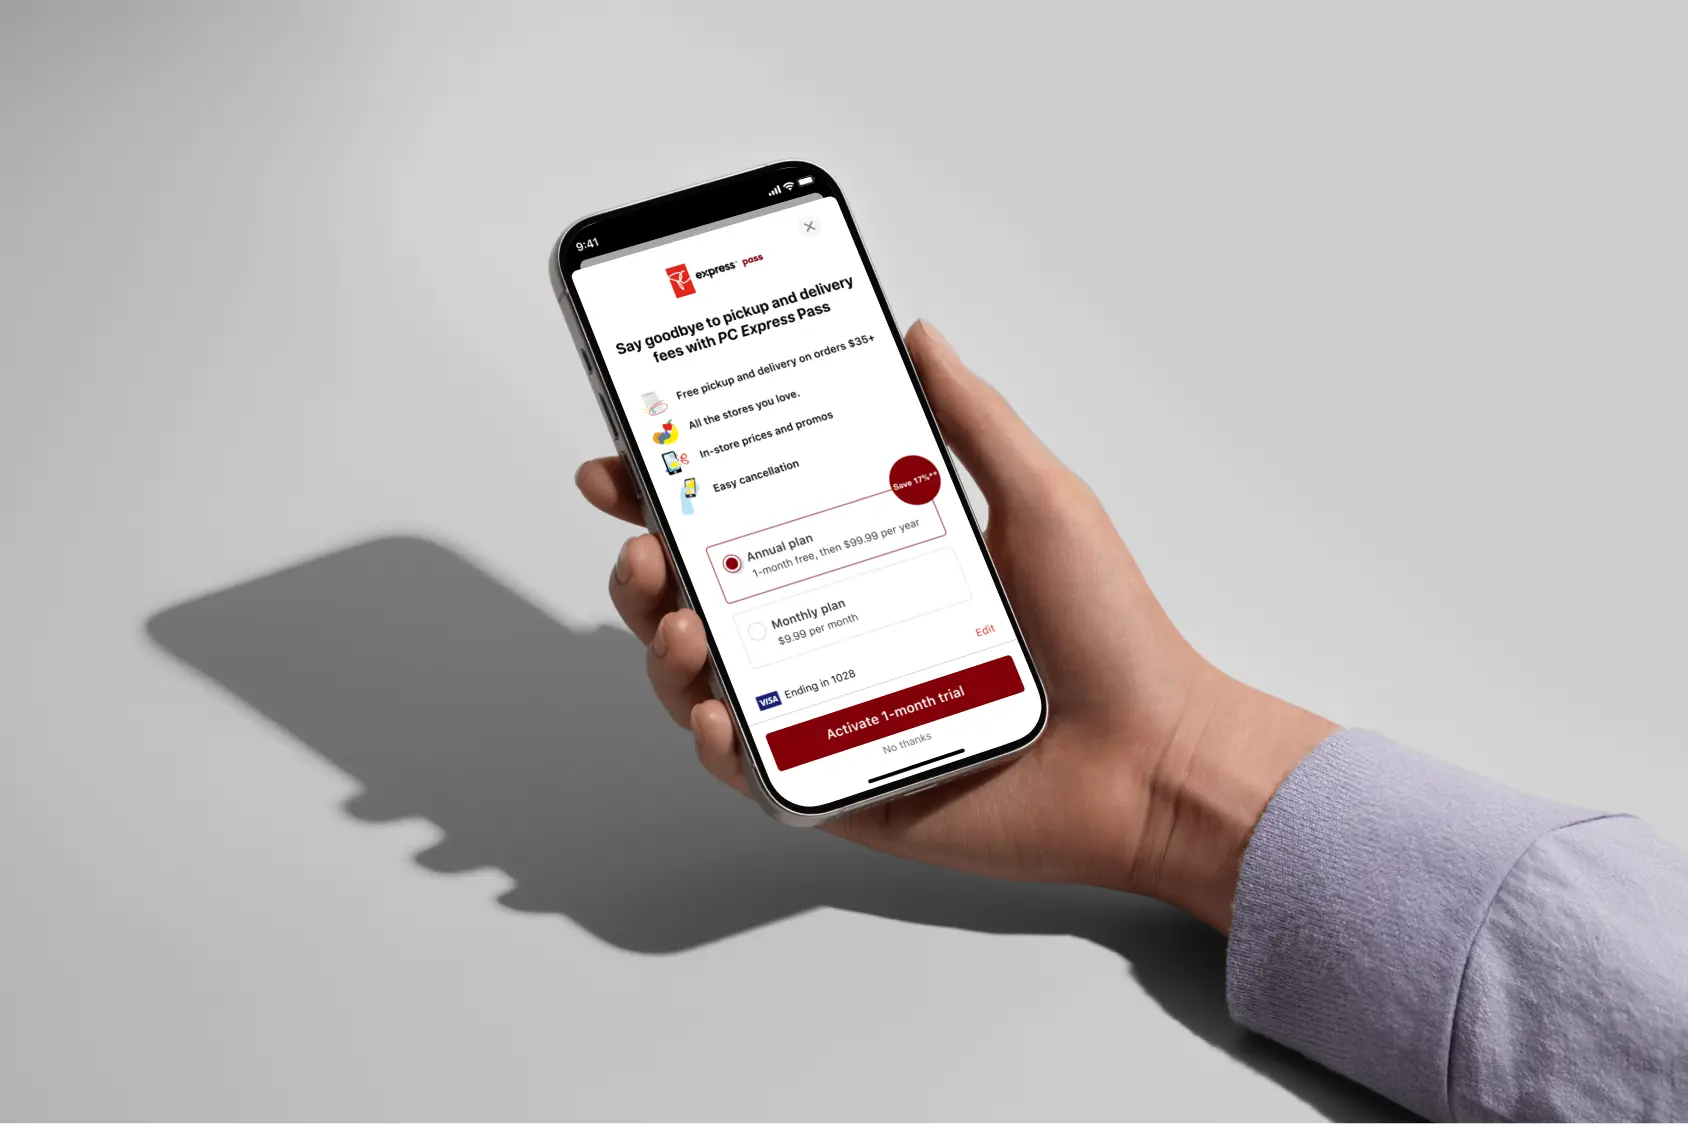 9:41
express™ pass
Say goodbye to pickup and delivery
fees with PC Express Pass
Free pickup and delivery on orders $35+
All the stores you love.
In-store prices and promos
Easy cancellation
Save 17%**
Annual plan
1-month free, then $99.99 per year
Monthly plan
$9.99 per month
Edit
VISA Ending in 1028
Activate 1-month trial
No thanks